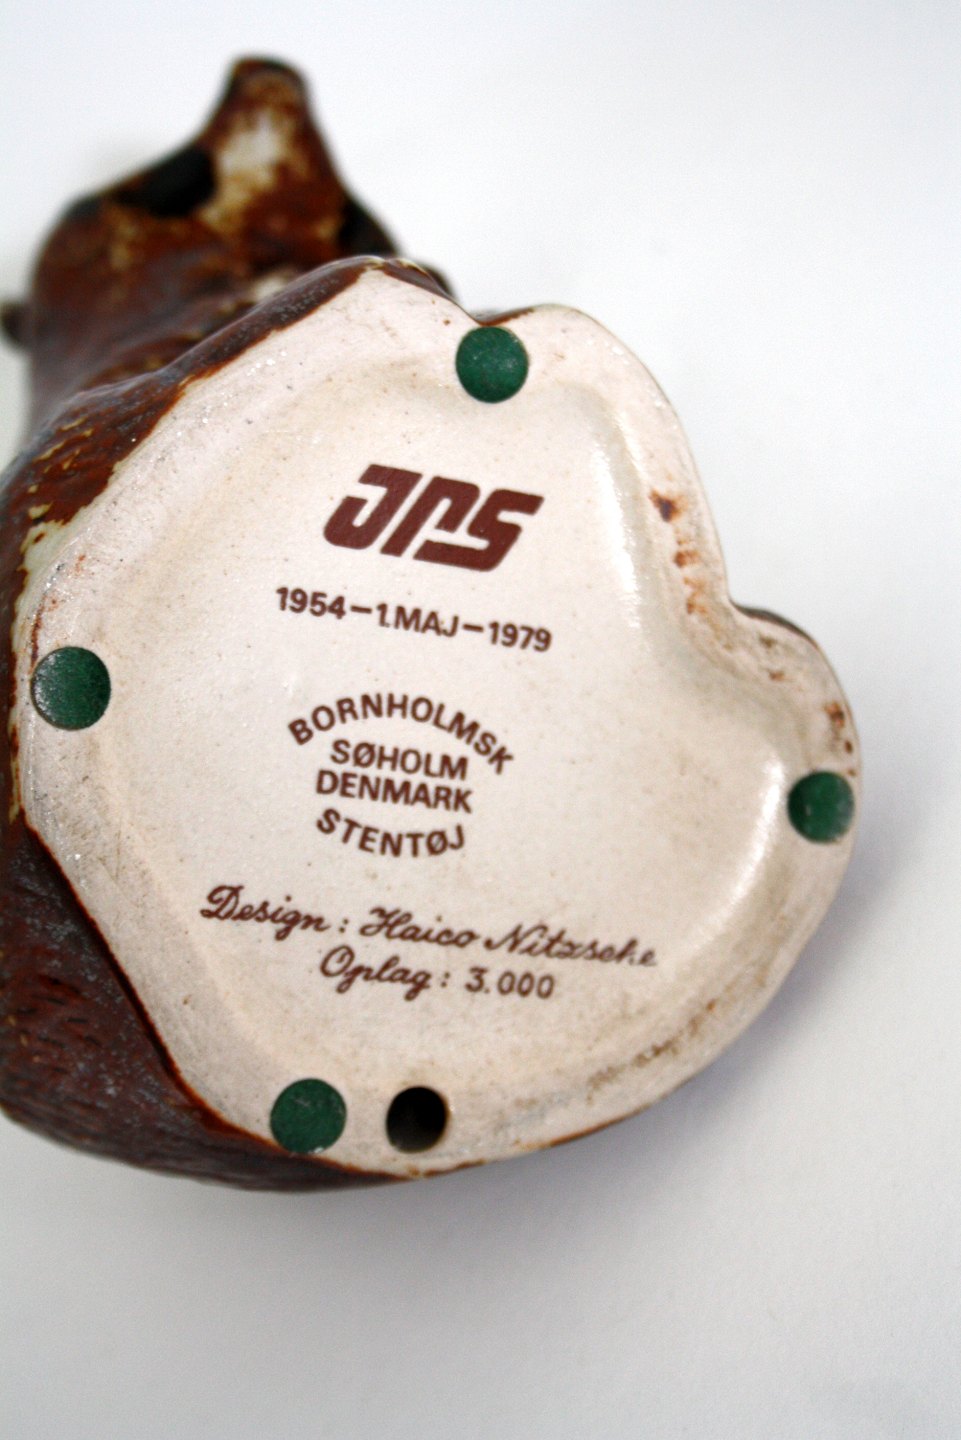 JPS
1954-1.MAJ-1979
BORNHOLMSK
SØHOLM
DENMARK
STENTØJ
Design: Haico Nitzsche
Oplag: 3.000